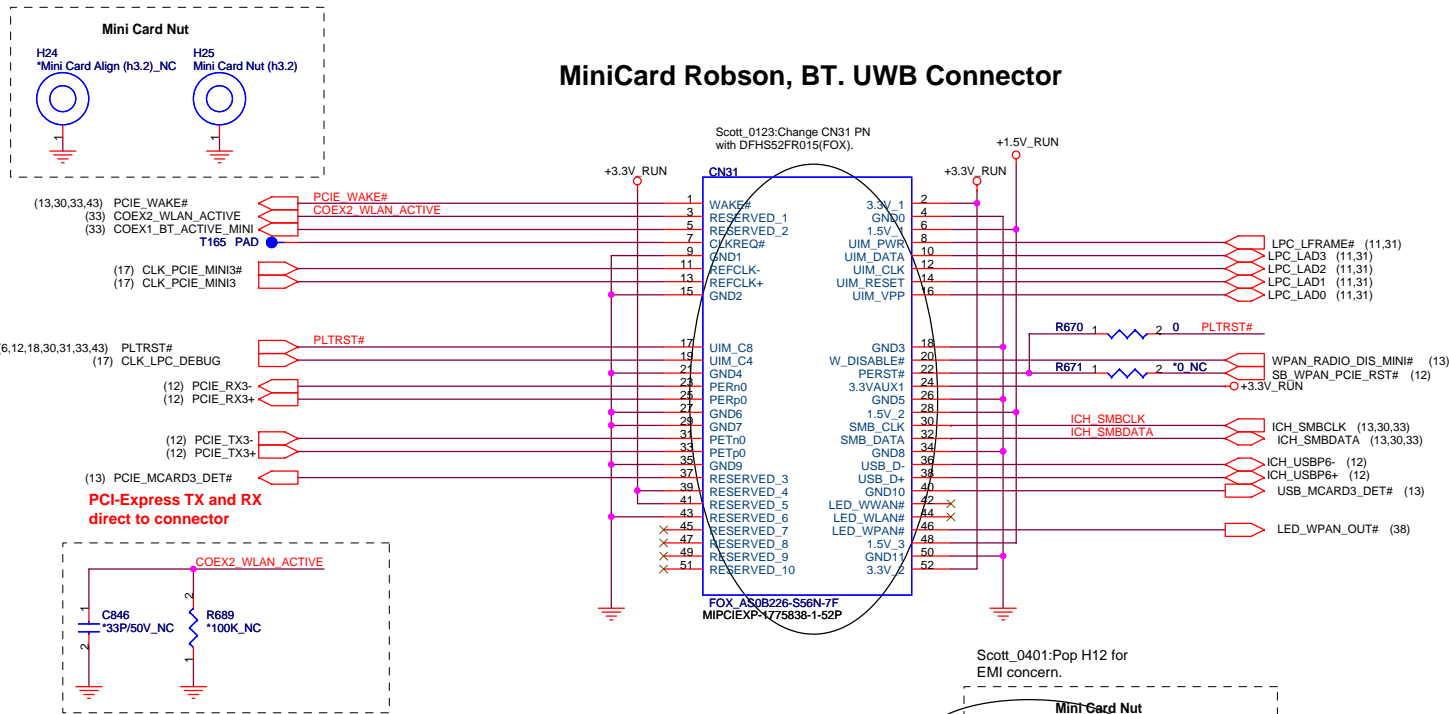 Mini Card Nut
H24
*Mini Card Align (h3.2)_NC
1
H25
Mini Card Nut (h3.2)
1
MiniCard Robson, BT. UWB Connector
Scott_0123:Change CN31 PN
with DFHS52FR015(FOX).
+3.3V_RUN
CN31
+3.3V_RUN
+1.5V_RUN
(13,30,33,43) PCIE_WAKE# PCIE_WAKE# 1 WAKE#
(33) COEX2_WLAN_ACTIVE COEX2_WLAN_ACTIVE 3 RESERVED_1
(33) COEX1_BT_ACTIVE_MINI 5 RESERVED_2
T165 PAD 7 CLKREQ#
9 GND1
(17) CLK_PCIE_MINI3# 11 REFCLK-
(17) CLK_PCIE_MINI3 13 REFCLK+
15 GND2
6,12,18,30,31,33,43) PLTRST# PLTRST# 17 UIM_C8
(17) CLK_LPC_DEBUG 19 UIM_C4
21 GND4
(12) PCIE_RX3- 23 PERn0
(12) PCIE_RX3+ 25 PERp0
27 GND6
29 GND7
(12) PCIE_TX3- 31 PETn0
(12) PCIE_TX3+ 33 PETp0
35 GND9
(13) PCIE_MCARD3_DET# 37 RESERVED_3
39 RESERVED_4
41 RESERVED_5
43 RESERVED_6
45 RESERVED_7
47 RESERVED_8
49 RESERVED_9
51 RESERVED_10
3.3V_1 2
GND0 4
1.5V_1 6
UIM_PWR 8 LPC_LFRAME# (11,31)
UIM_DATA 10 LPC_LAD3 (11,31)
UIM_CLK 12 LPC_LAD2 (11,31)
UIM_RESET 14 LPC_LAD1 (11,31)
UIM_VPP 16 LPC_LAD0 (11,31)
R670 1 2 0 PLTRST#
GND3 18
W_DISABLE# 20 WPAN_RADIO_DIS_MINI# (13)
PERST# 22 R671 1 2 *0_NC SB_WPAN_PCIE_RST# (12)
3.3VAUX1 24 +3.3V_RUN
GND5 26
1.5V_2 28
SMB_CLK 30 ICH_SMBCLK ICH_SMBCLK (13,30,33)
SMB_DATA 32 ICH_SMBDATA ICH_SMBDATA (13,30,33)
GND8 34
USB_D- 36 ICH_USBP6- (12)
USB_D+ 38 ICH_USBP6+ (12)
GND10 40 USB_MCARD3_DET# (13)
LED_WWAN# 42
LED_WLAN# 44
LED_WPAN# 46 LED_WPAN_OUT# (38)
1.5V_3 48
GND11 50
3.3V_2 52
FOX_AS0B226-S56N-7F
MIPCIEXP-1775838-1-52P
PCI-Express TX and RX
direct to connector
COEX2_WLAN_ACTIVE
1
C846
*33P/50V_NC
2
2
R689
*100K_NC
1
Scott_0401:Pop H12 for
EMI concern.
Mini Card Nut